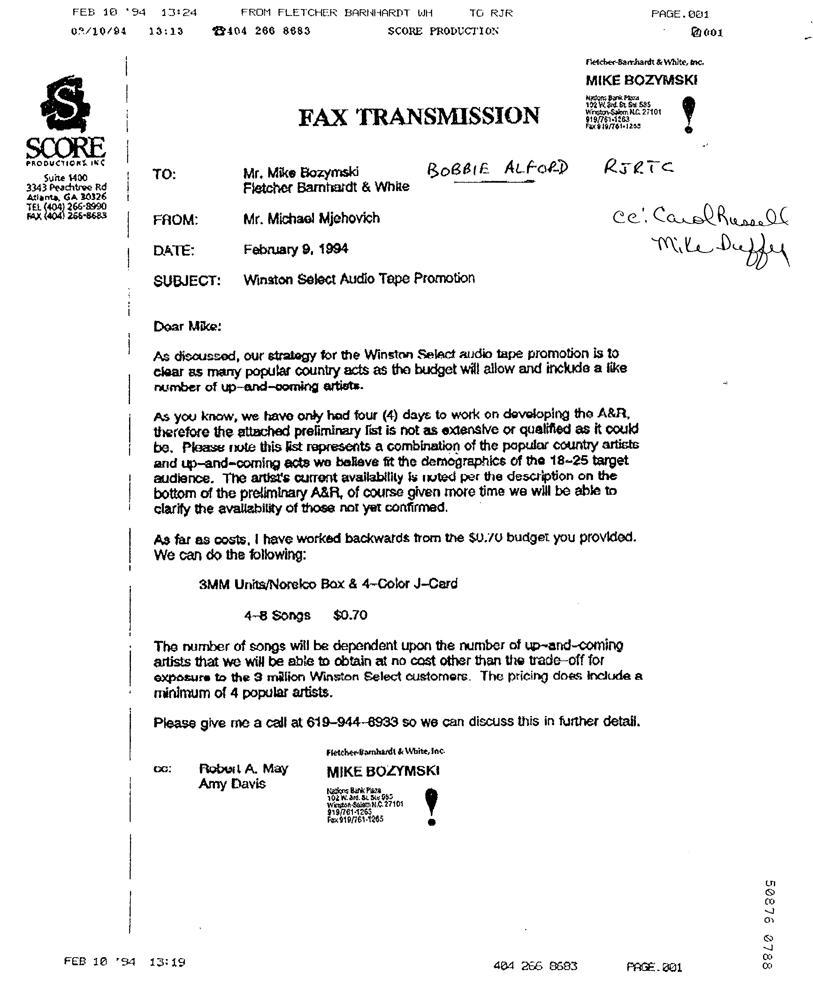 FEB 10 '94 13:24 FROM FLETCHER BARNHARDT WH TO RJR PAGE.001
02/10/94 13:13 ☎404 266 8683 SCORE PRODUCTION 001
Fletcher-Barnhardt & White, Inc.
MIKE BOZYMSKI
Nations Bank Plaza
102 W. 3rd. St. Ste 595
Winston-Salem N.C. 27101
919/761-1263
Fax 919/761-1265
S
SCORE
PRODUCTIONS INC
Suite 1400
3343 Peachtree Rd
Atlanta, GA 30326
TEL (404) 266-8990
FAX (404) 266-8683
FAX TRANSMISSION
TO: Mr. Mike Bozymski BOBBIE ALFORD RJRTC
Fletcher Barnhardt & White
cc: Carol Russell
Mike Duffey
FROM: Mr. Michael Mjehovich
DATE: February 9, 1994
SUBJECT: Winston Select Audio Tape Promotion
Dear Mike:
As discussed, our strategy for the Winston Select audio tape promotion is to
clear as many popular country acts as the budget will allow and include a like
number of up-and-coming artists.
As you know, we have only had four (4) days to work on developing the A&R,
therefore the attached preliminary list is not as extensive or qualified as it could
be. Please note this list represents a combination of the popular country artists
and up-and-coming acts we believe fit the demographics of the 18-25 target
audience. The artist's current availability is noted per the description on the
bottom of the preliminary A&R, of course given more time we will be able to
clarify the availability of those not yet confirmed.
As far as costs, I have worked backwards from the $0.70 budget you provided.
We can do the following:
3MM Units/Norelco Box & 4-Color J-Card
4-8 Songs $0.70
The number of songs will be dependent upon the number of up-and-coming
artists that we will be able to obtain at no cost other than the trade-off for
exposure to the 3 million Winston Select customers. The pricing does include a
minimum of 4 popular artists.
Please give me a call at 619-944-6933 so we can discuss this in further detail.
cc: Robert A. May
Amy Davis
Fletcher-Barnhardt & White, Inc.
MIKE BOZYMSKI
Nations Bank Plaza
102 W. 3rd. St. Ste 595
Winston-Salem N.C. 27101
919/761-1263
Fax 919/761-1265
50876 0788
FEB 10 '94 13:19 404 266 8683 PAGE.001